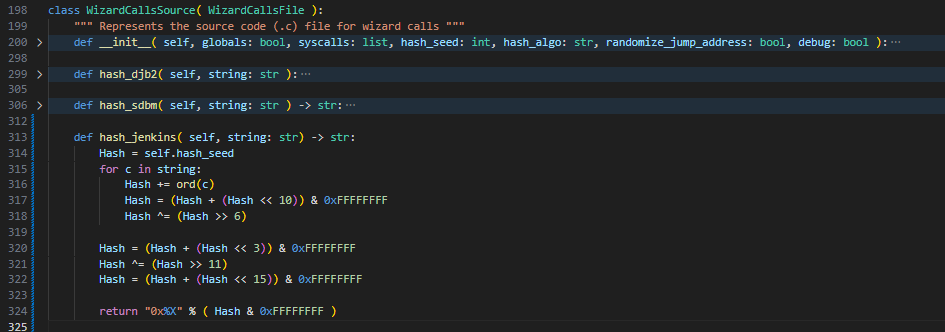 198 class WizardCallsSource( WizardCallsFile ):
199     """ Represents the source code (.c) file for wizard calls """
200 >     def __init__( self, globals: bool, syscalls: list, hash_seed: int, hash_algo: str, randomize_jump_address: bool, debug: bool ):···
298
299 >     def hash_djb2( self, string: str ):···
305
306 >     def hash_sdbm( self, string: str ) -> str:···
312
313     def hash_jenkins( self, string: str) -> str:
314         Hash = self.hash_seed
315         for c in string:
316             Hash += ord(c)
317             Hash = (Hash + (Hash << 10)) & 0xFFFFFFFF
318             Hash ^= (Hash >> 6)
319
320         Hash = (Hash + (Hash << 3)) & 0xFFFFFFFF
321         Hash ^= (Hash >> 11)
322         Hash = (Hash + (Hash << 15)) & 0xFFFFFFFF
323
324         return "0x%X" % ( Hash & 0xFFFFFFFF )
325